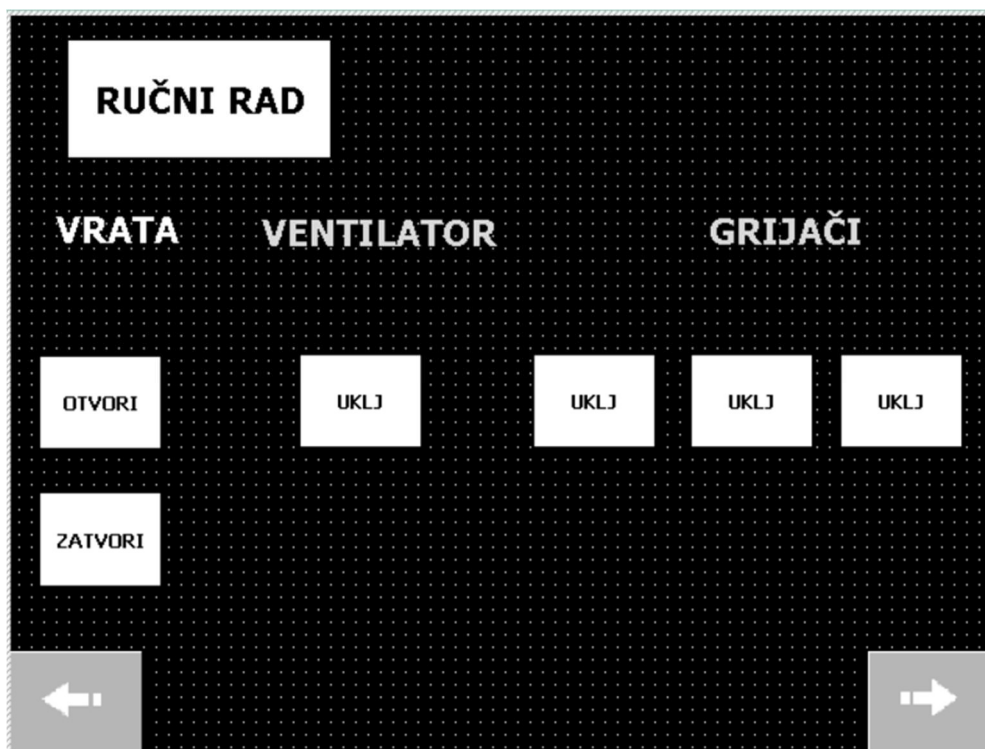 RUČNI RAD
VRATA VENTILATOR GRIJAČI
OTVORI UKLJ UKLJ UKLJ UKLJ
ZATVORI